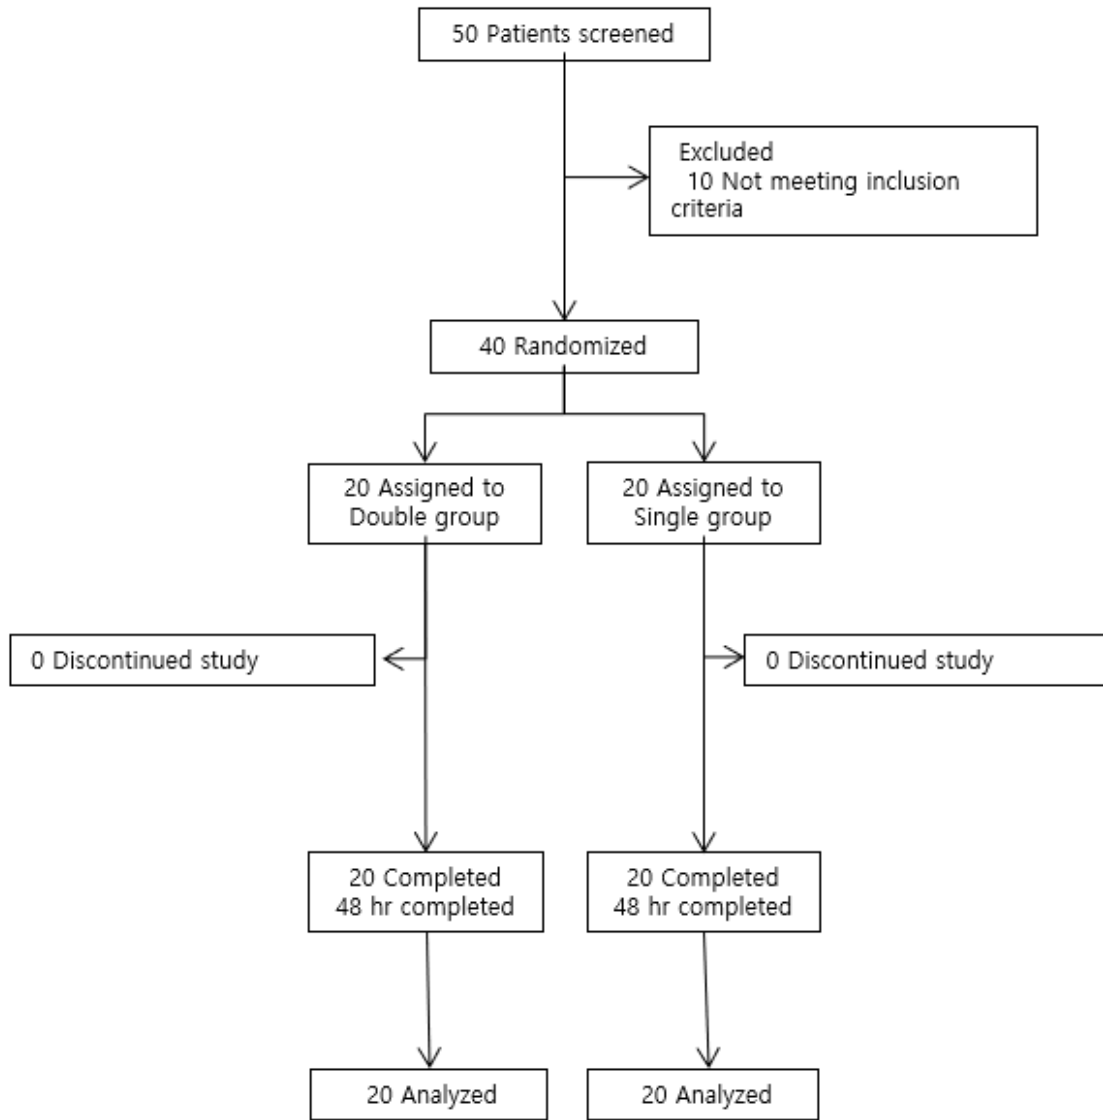 50 Patients screened
Excluded
10 Not meeting inclusion
criteria
40 Randomized
20 Assigned to
Double group
20 Assigned to
Single group
0 Discontinued study
0 Discontinued study
20 Completed
48 hr completed
20 Completed
48 hr completed
20 Analyzed
20 Analyzed